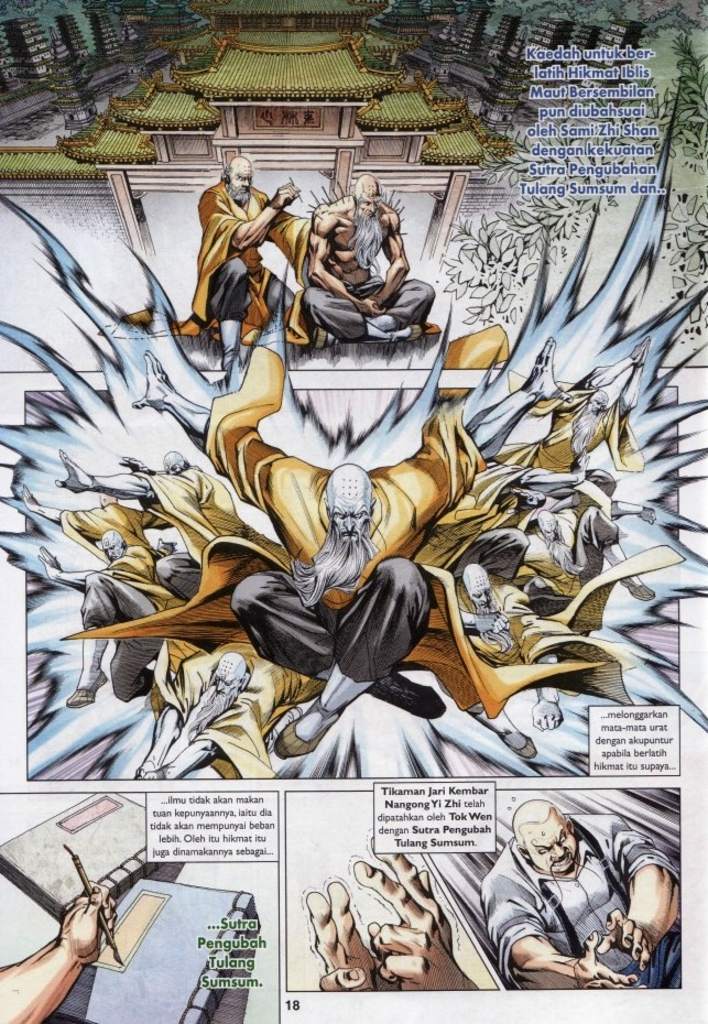 Kaedah untuk ber-
latih Hikmat Iblis
Maut Bersembilan
pun diubahsuai
oleh Sami Zhi Shan
dengan kekuatan
Sutra Pengubahan
Tulang Sumsum dan..
...melonggarkan
mata-mata urat
dengan akupuntur
apabila berlatih
hikmat itu supaya...
...ilmu tidak akan makan
tuan kepunyaannya, iaitu dia
tidak akan mempunyai beban
lebih. Oleh itu hikmat itu
juga dinamakannya sebagai...
...Sutra
Pengubah
Tulang
Sumsum.
Tikaman Jari Kembar
Nangong Yi Zhi telah
dipatahkan oleh Tok Wen
dengan Sutra Pengubah
Tulang Sumsum.
18